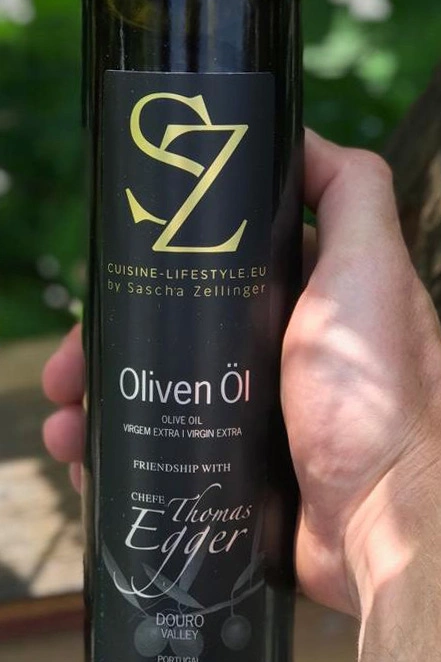 SZ
CUISINE-LIFESTYLE.EU
by Sascha Zellinger
Oliven Öl
OLIVE OIL
VIRGEM EXTRA | VIRGIN EXTRA
FRIENDSHIP WITH
CHEFE Thomas
Egger
DOURO
VALLEY
PORTUGAL